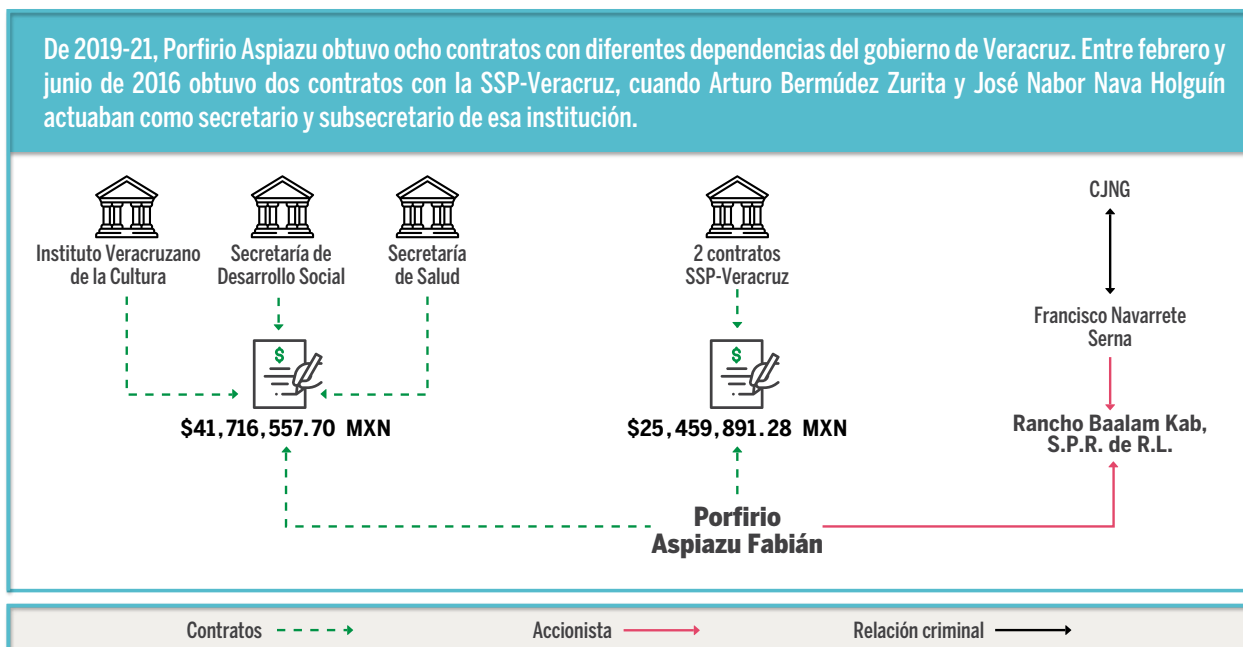 De 2019-21, Porfirio Aspiazu obtuvo ocho contratos con diferentes dependencias del gobierno de Veracruz. Entre febrero y
junio de 2016 obtuvo dos contratos con la SSP-Veracruz, cuando Arturo Bermúdez Zurita y José Nabor Nava Holguín
actuaban como secretario y subsecretario de esa institución.
Instituto Veracruzano
de la Cultura
Secretaría de
Desarrollo Social
Secretaría
de Salud
2 contratos
SSP-Veracruz
CJNG
Francisco Navarrete
Serna
$
$41,716,557.70 MXN
$
$25,459,891.28 MXN
Rancho Baalam Kab,
S.P.R. de R.L.
Porfirio
Aspiazu Fabián
Contratos
Accionista
Relación criminal